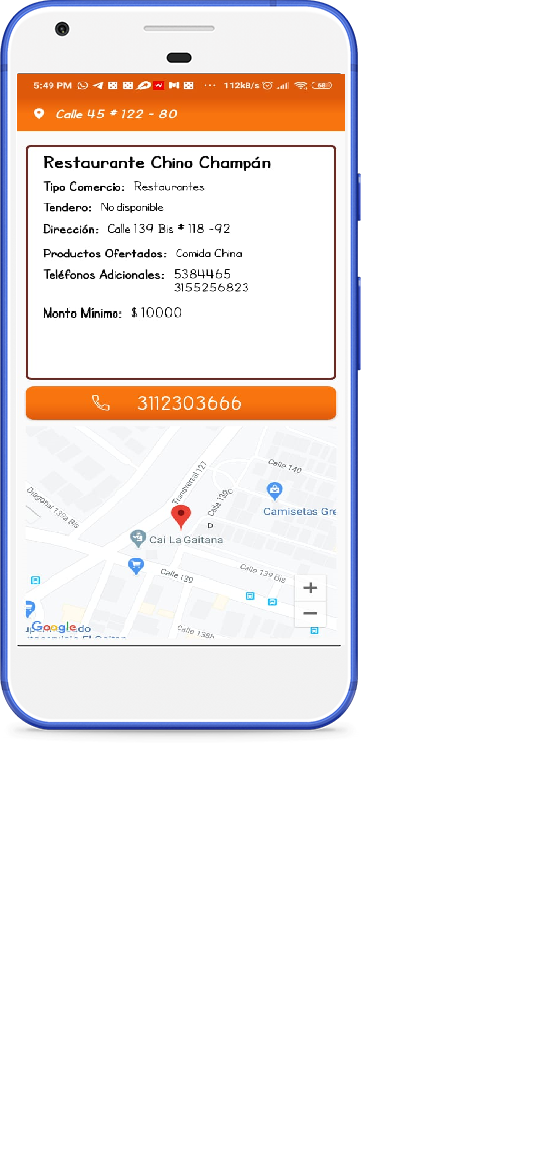 5:49 PM ··· 112kB/s 58
Calle 45 # 122 - 80
Restaurante Chino Champán
Tipo Comercio: Restaurantes
Tendero: No disponible
Dirección: Calle 139 Bis # 118 -92
Productos Ofertados: Comida China
Teléfonos Adicionales: 5384465
3155256823
Monto Mínimo: $ 10000
3112303666
Calle 140
Transversal 127
Diagonal 139a Bis
Calle 139c
Camisetas Gre
D
Cai La Gaitana
Calle 139
Calle 139 Bis
+
−
Google
Calle 138b